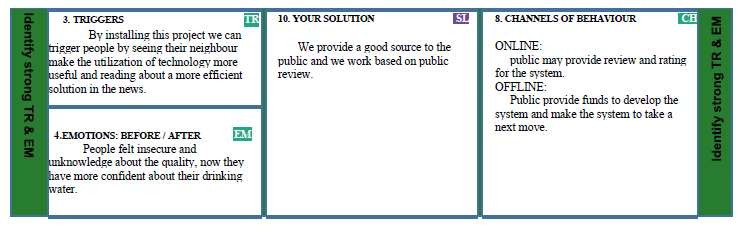 Identify strong TR & EM
3. TRIGGERS TR
By installing this project we can
trigger people by seeing their neighbour
make the utilization of technology more
useful and reading about a more efficient
solution in the news.
4.EMOTIONS: BEFORE / AFTER EM
People felt insecure and
unknowledge about the quality, now they
have more confident about their drinking
water.
10. YOUR SOLUTION SL
We provide a good source to the
public and we work based on public
review.
8. CHANNELS OF BEHAVIOUR CH
ONLINE:
public may provide review and rating
for the system.
OFFLINE:
Public provide funds to develop the
system and make the system to take a
next move.
Identify strong TR & EM